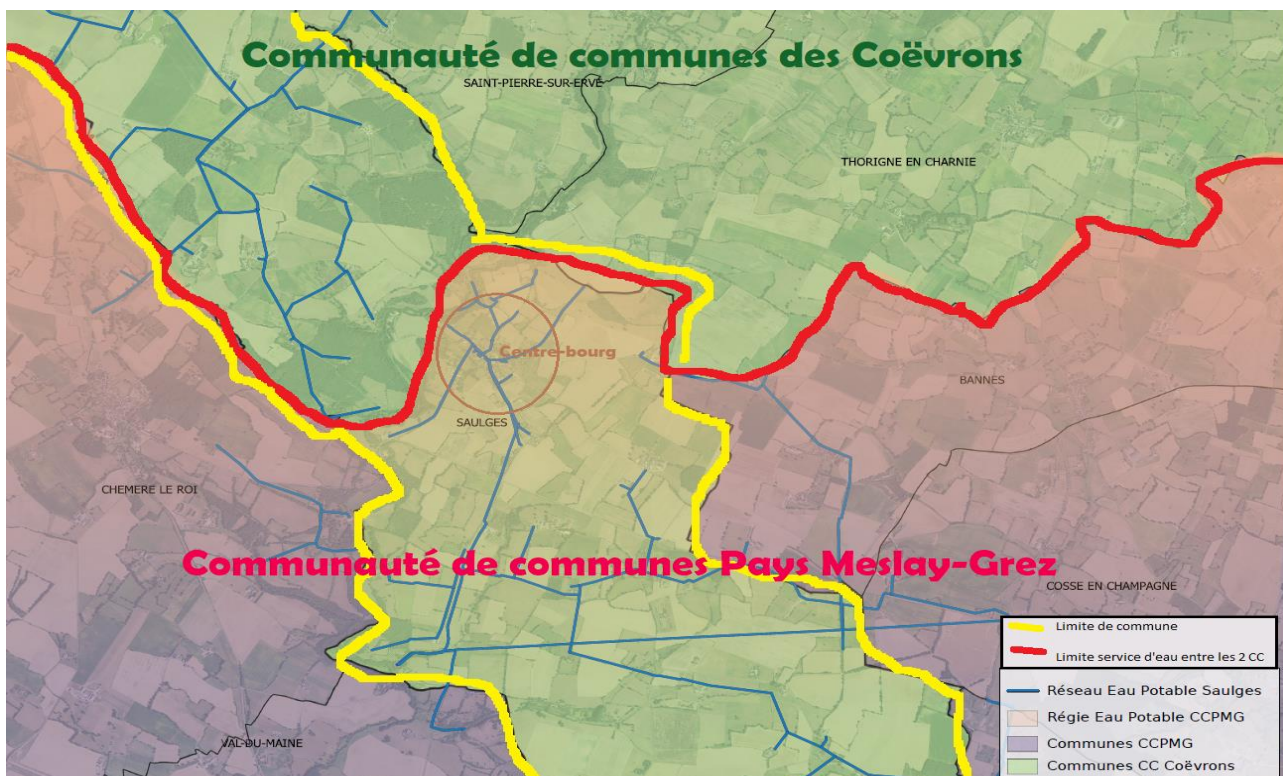 Communauté de communes des Coëvrons
SAINT-PIERRE-SUR-ERVE
THORIGNE EN CHARNIE
Centre-bourg
BANNES
SAULGES
CHEMERE LE ROI
Communauté de communes Pays Meslay-Grez
COSSE EN CHAMPAGNE
VAL-DU-MAINE
Limite de commune
Limite service d'eau entre les 2 CC
Réseau Eau Potable Saulges
Régie Eau Potable CCPMG
Communes CCPMG
Communes CC Coëvrons